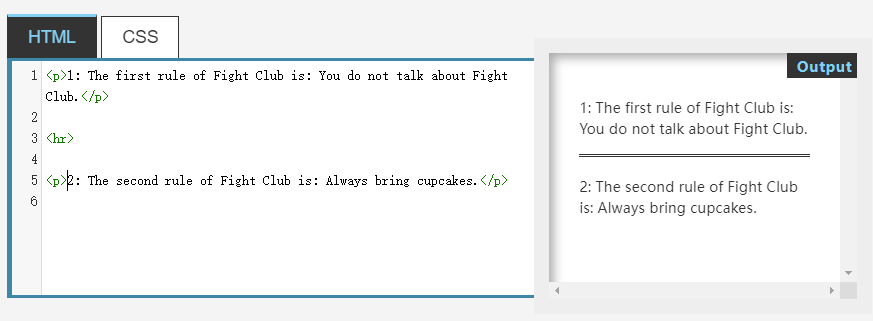 HTML
CSS
1 <p>1: The first rule of Fight Club is: You do not talk about Fight
Club.</p>
2
3 <hr>
4
5 <p>2: The second rule of Fight Club is: Always bring cupcakes.</p>
6
Output
1: The first rule of Fight Club is:
You do not talk about Fight Club.
2: The second rule of Fight Club
is: Always bring cupcakes.